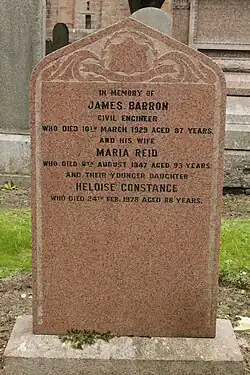 IN MEMORY OF
JAMES BARRON
CIVIL ENGINEER
WHO DIED 19TH MARCH 1929 AGED 87 YEARS.
AND HIS WIFE
MARIA REID
WHO DIED 9TH AUGUST 1947 AGED 93 YEARS
AND THEIR YOUNGER DAUGHTER
HELOISE CONSTANCE
WHO DIED 24TH FEB. 1978 AGED 88 YEARS.